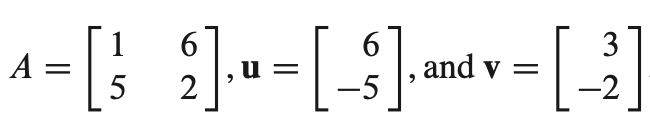 A = [1 6; 5 2], u = [6; −5], and v = [3; −2].